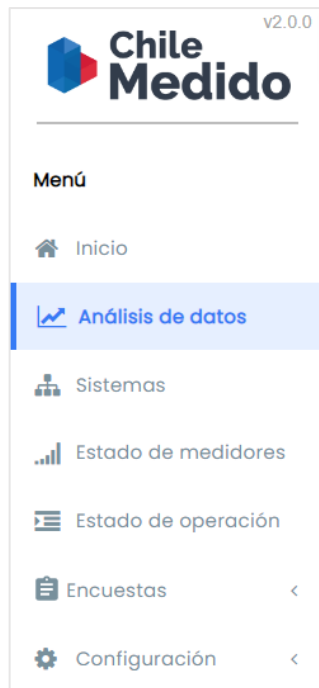 v2.0.0
Chile
Medido
Menú
Inicio
Análisis de datos
Sistemas
Estado de medidores
Estado de operación
Encuestas
Configuración